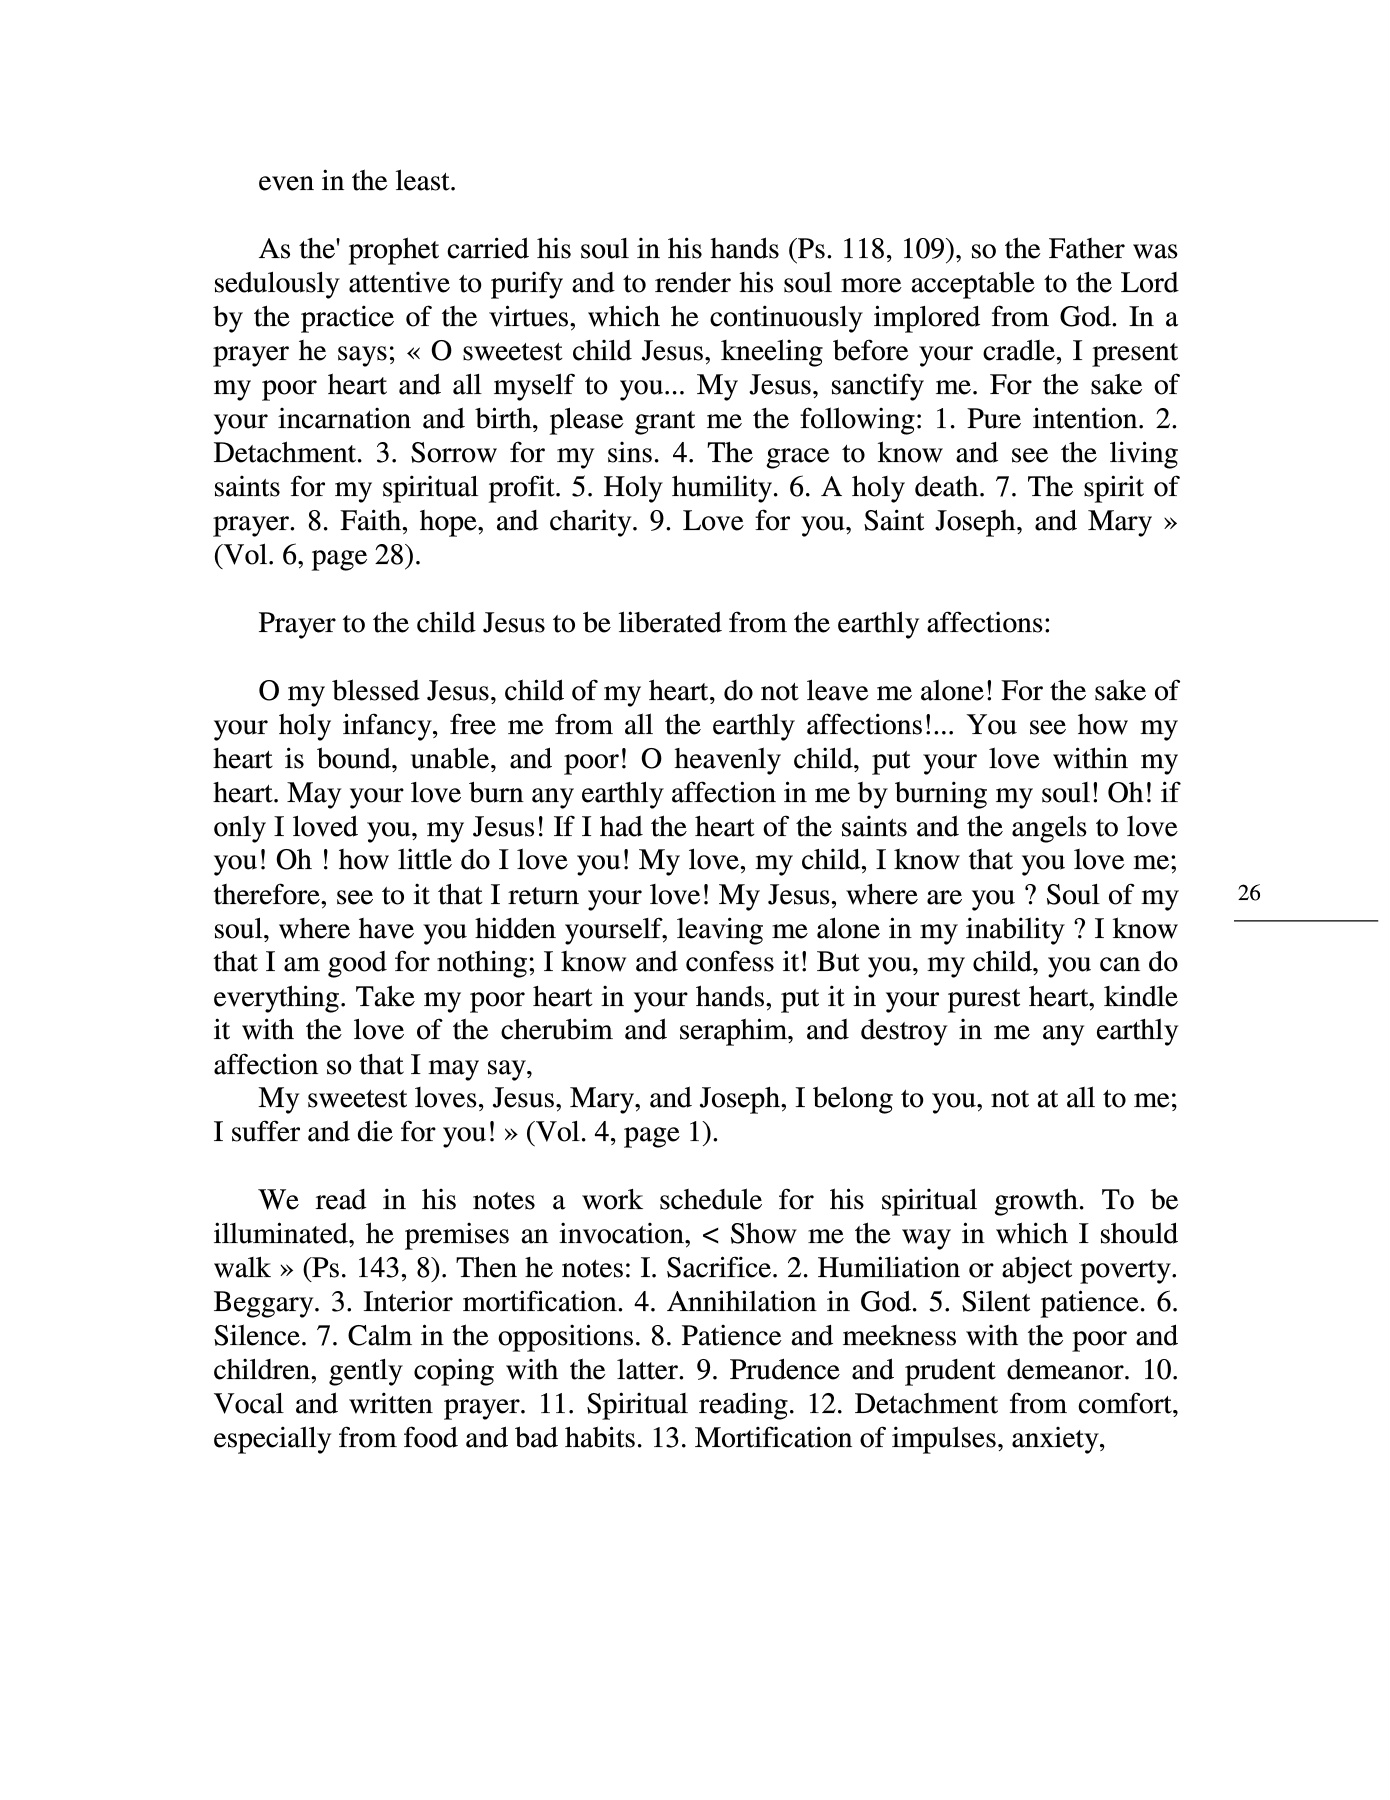 even in the least.
As the' prophet carried his soul in his hands (Ps. 118, 109), so the Father was
sedulously attentive to purify and to render his soul more acceptable to the Lord
by the practice of the virtues, which he continuously implored from God. In a
prayer he says; « O sweetest child Jesus, kneeling before your cradle, I present
my poor heart and all myself to you... My Jesus, sanctify me. For the sake of
your incarnation and birth, please grant me the following: 1. Pure intention. 2.
Detachment. 3. Sorrow for my sins. 4. The grace to know and see the living
saints for my spiritual profit. 5. Holy humility. 6. A holy death. 7. The spirit of
prayer. 8. Faith, hope, and charity. 9. Love for you, Saint Joseph, and Mary »
(Vol. 6, page 28).
Prayer to the child Jesus to be liberated from the earthly affections:
O my blessed Jesus, child of my heart, do not leave me alone! For the sake of
your holy infancy, free me from all the earthly affections!... You see how my
heart is bound, unable, and poor! O heavenly child, put your love within my
heart. May your love burn any earthly affection in me by burning my soul! Oh! if
only I loved you, my Jesus! If I had the heart of the saints and the angels to love
you! Oh ! how little do I love you! My love, my child, I know that you love me;
therefore, see to it that I return your love! My Jesus, where are you ? Soul of my
soul, where have you hidden yourself, leaving me alone in my inability ? I know
that I am good for nothing; I know and confess it! But you, my child, you can do
everything. Take my poor heart in your hands, put it in your purest heart, kindle
it with the love of the cherubim and seraphim, and destroy in me any earthly
affection so that I may say,
My sweetest loves, Jesus, Mary, and Joseph, I belong to you, not at all to me;
I suffer and die for you! » (Vol. 4, page 1).
We read in his notes a work schedule for his spiritual growth. To be
illuminated, he premises an invocation, < Show me the way in which I should
walk » (Ps. 143, 8). Then he notes: I. Sacrifice. 2. Humiliation or abject poverty.
Beggary. 3. Interior mortification. 4. Annihilation in God. 5. Silent patience. 6.
Silence. 7. Calm in the oppositions. 8. Patience and meekness with the poor and
children, gently coping with the latter. 9. Prudence and prudent demeanor. 10.
Vocal and written prayer. 11. Spiritual reading. 12. Detachment from comfort,
especially from food and bad habits. 13. Mortification of impulses, anxiety,
26